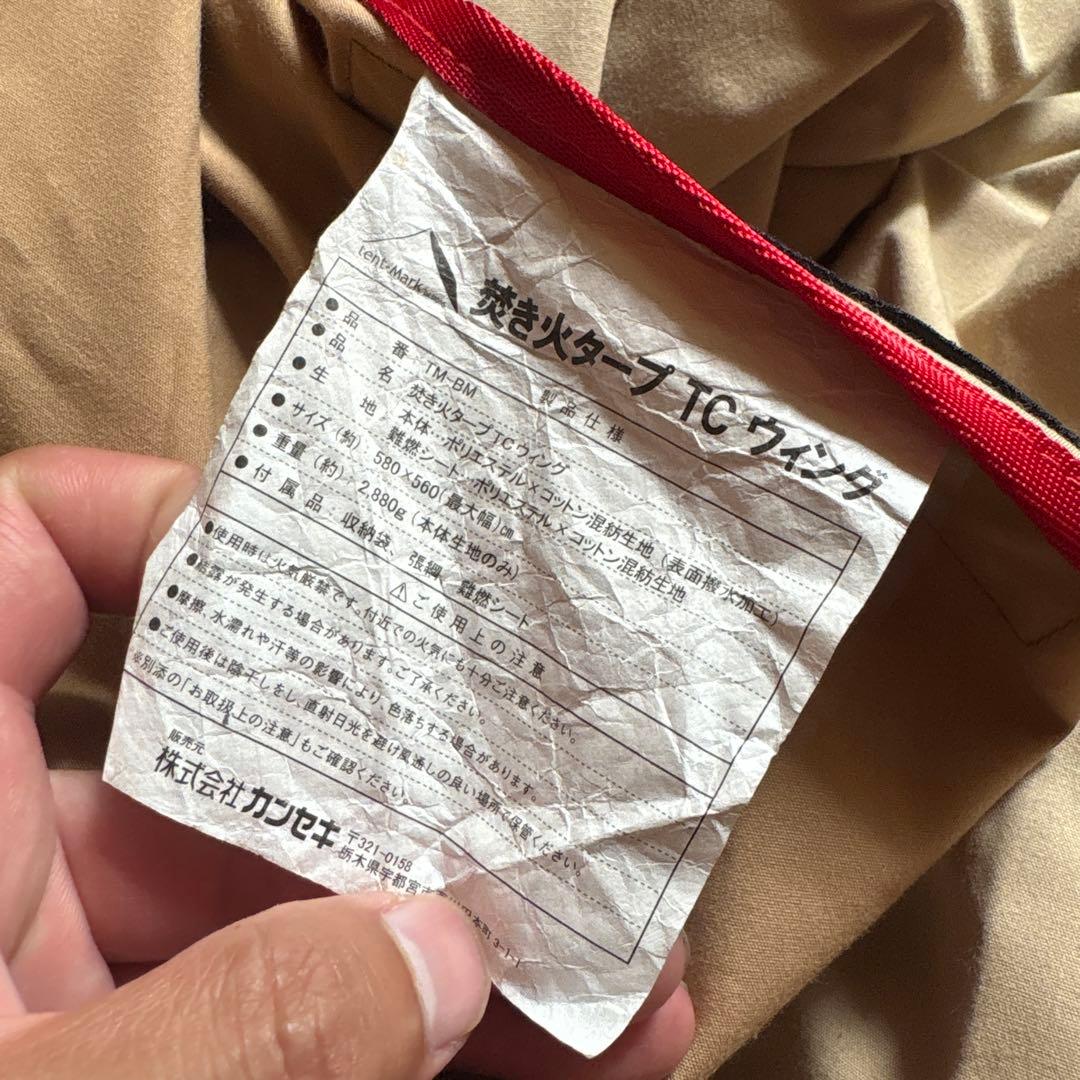 tent-Mark
焚き火タープ TC ウィング
製品仕様
●品番 TM-BM
●品名 焚き火タープTCウィング
●生地 本体:ポリエステル×コットン混紡生地(表面撥水加工)
難燃シート:ポリエステル×コットン混紡生地
●サイズ(約) 580×560(最大幅)cm
●重量(約) 2,880g(本体生地のみ)
●付属品 収納袋 張綱 難燃シート
⚠ご使用上の注意
●使用時は火気厳禁です。付近での火気にも十分ご注意ください。
●結露が発生する場合があります。ご了承ください。
●摩擦、水濡れや汗等の影響により、色落ちする場合があります。
●ご使用後は陰干しをし、直射日光を避け風通しの良い場所で保管ください。
※別添の「お取扱上の注意」もご確認ください。
販売元
株式会社カンセキ
〒321-0158
栃木県宇都宮市 本町 3-1-1